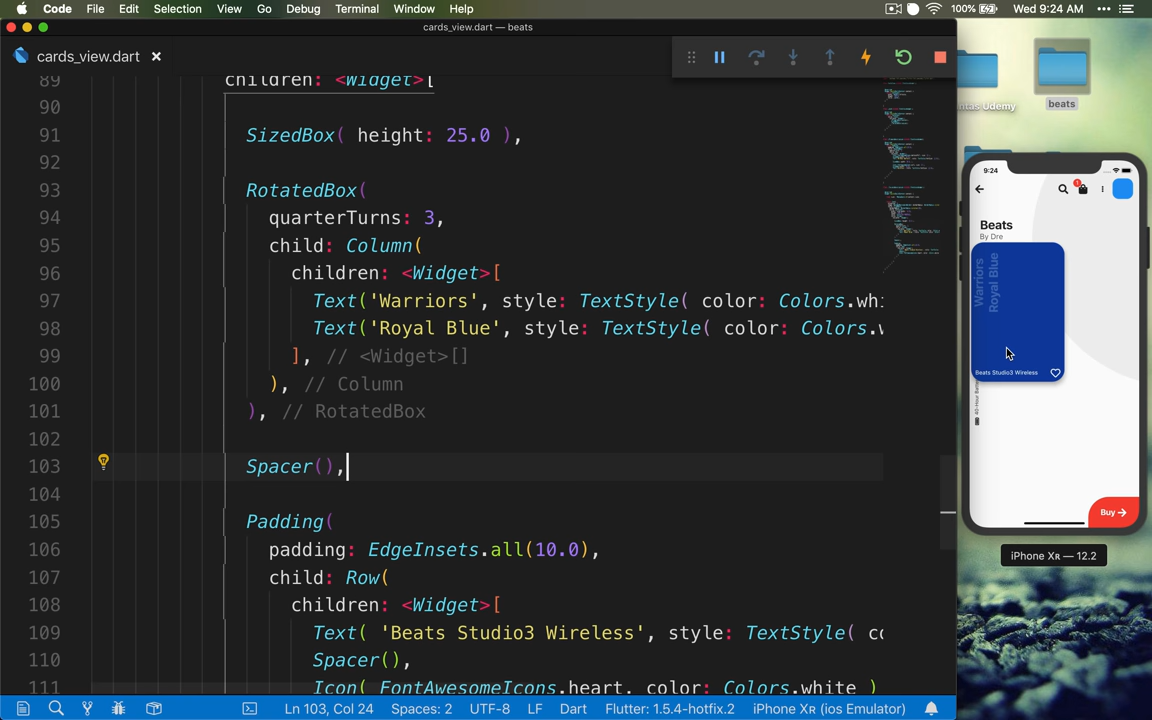 Code File Edit Selection View Go Debug Terminal Window Help 100% Wed 9:24 AM
cards_view.dart — beats
cards_view.dart
89 children: <Widget>[
90
91 SizedBox( height: 25.0 ),
92
93 RotatedBox(
94 quarterTurns: 3,
95 child: Column(
96 children: <Widget>[
97 Text('Warriors', style: TextStyle( color: Colors.whi
98 Text('Royal Blue', style: TextStyle( color: Colors.w
99 ], // <Widget>[]
100 ), // Column
101 ), // RotatedBox
102
103 Spacer(),
104
105 Padding(
106 padding: EdgeInsets.all(10.0),
107 child: Row(
108 children: <Widget>[
109 Text( 'Beats Studio3 Wireless', style: TextStyle( co
110 Spacer(),
111 Icon( FontAwesomeIcons.heart, color: Colors.white )
Ln 103, Col 24 Spaces: 2 UTF-8 LF Dart Flutter: 1.5.4-hotfix.2 iPhone XR (ios Emulator)
ntas Udemy
beats
9:24
1
Beats
By Dre
Warriors
Royal Blue
Beats Studio3 Wireless
Buy
iPhone XR — 12.2